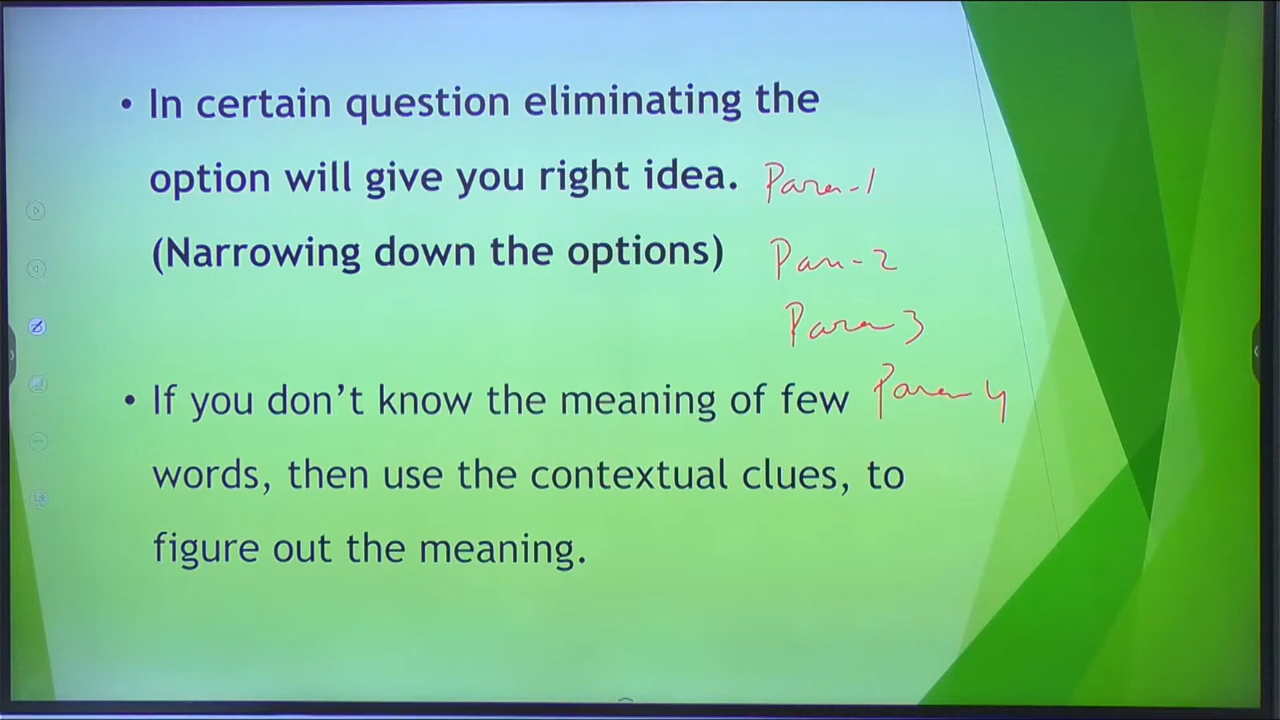 • In certain question eliminating the
option will give you right idea. Para-1
(Narrowing down the options) Para-2
Para 3
• If you don’t know the meaning of few Para 4
words, then use the contextual clues, to
figure out the meaning.